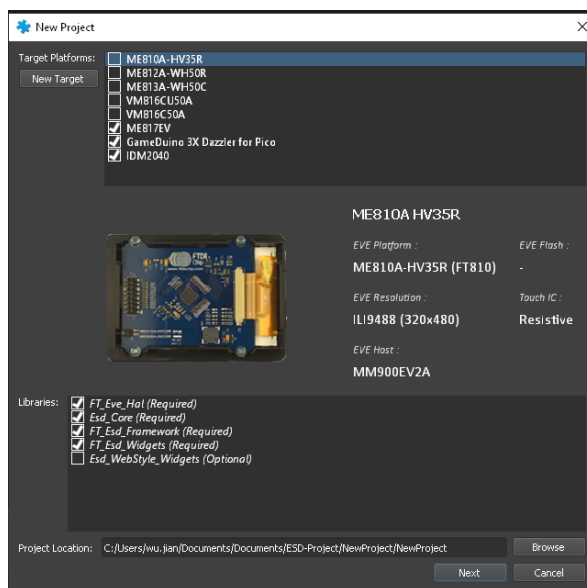 New Project
Target Platforms:
New Target
ME810A-HV35R
ME812A-WH50R
ME813A-WH50C
VM816CU50A
VM816C50A
ME817EV
GameDuino 3X Dazzler for Pico
IDM2040
FTDI
Chip
ME810A HV35R
EVE Platform :
EVE Flash :
ME810A-HV35R (FT810)
-
EVE Resolution :
Touch IC :
ILI9488 (320x480)
Resistive
EVE Host :
MM900EV2A
Libraries:
FT_Eve_Hal (Required)
Esd_Core (Required)
FT_Esd_Framework (Required)
FT_Esd_Widgets (Required)
Esd_WebStyle_Widgets (Optional)
Project Location:
C:/Users/wu.jian/Documents/Documents/ESD-Project/NewProject/NewProject
Browse
Next
Cancel